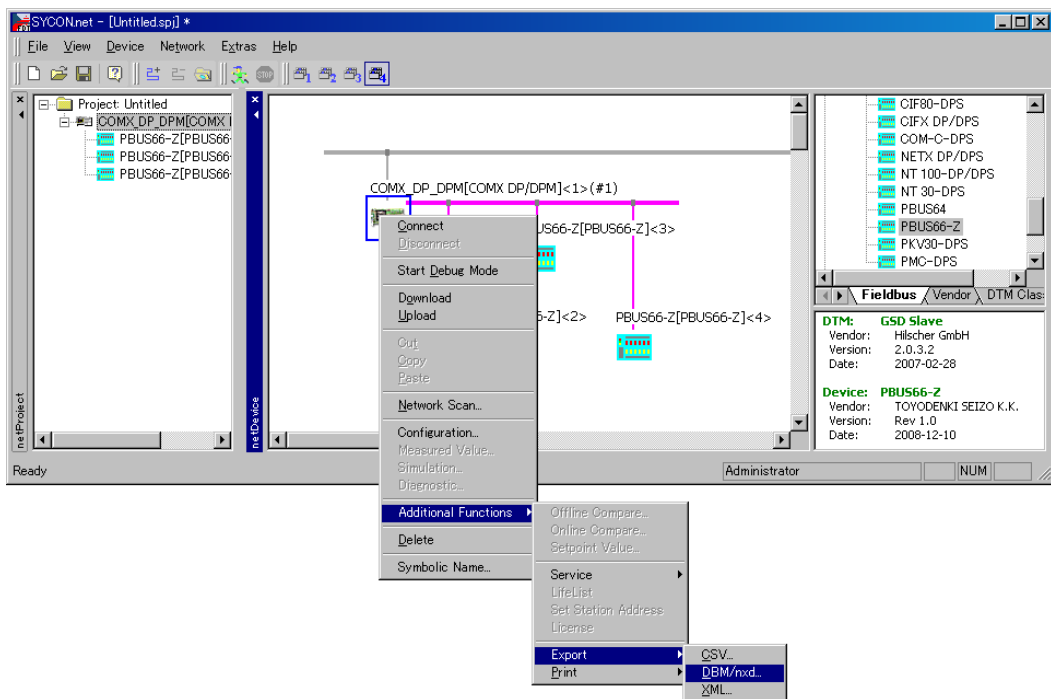 SYCON.net - [Untitled.spj] *
File View Device Network Extras Help
netProject
Project: Untitled
COMX_DP_DPM[COMX
PBUS66-Z[PBUS66-
PBUS66-Z[PBUS66-
PBUS66-Z[PBUS66-
netDevice
COMX_DP_DPM[COMX DP/DPM]<1>(#1)
US66-Z[PBUS66-Z]<3>
-Z]<2>
PBUS66-Z[PBUS66-Z]<4>
CIF80-DPS
CIFX DP/DPS
COM-C-DPS
NETX DP/DPS
NT 100-DP/DPS
NT 30-DPS
PBUS64
PBUS66-Z
PKV30-DPS
PMC-DPS
Fieldbus Vendor DTM Clas
DTM: GSD Slave
Vendor: Hilscher GmbH
Version: 2.0.3.2
Date: 2007-02-28
Device: PBUS66-Z
Vendor: TOYODENKI SEIZO K.K.
Version: Rev 1.0
Date: 2008-12-10
Ready
Administrator
NUM
Connect
Disconnect
Start Debug Mode
Download
Upload
Cut
Copy
Paste
Network Scan...
Configuration...
Measured Value...
Simulation...
Diagnostic...
Additional Functions
Delete
Symbolic Name...
Offline Compare...
Online Compare...
Setpoint Value...
Service
LifeList
Set Station Address
License
Export
Print
CSV...
DBM/nxd...
XML...